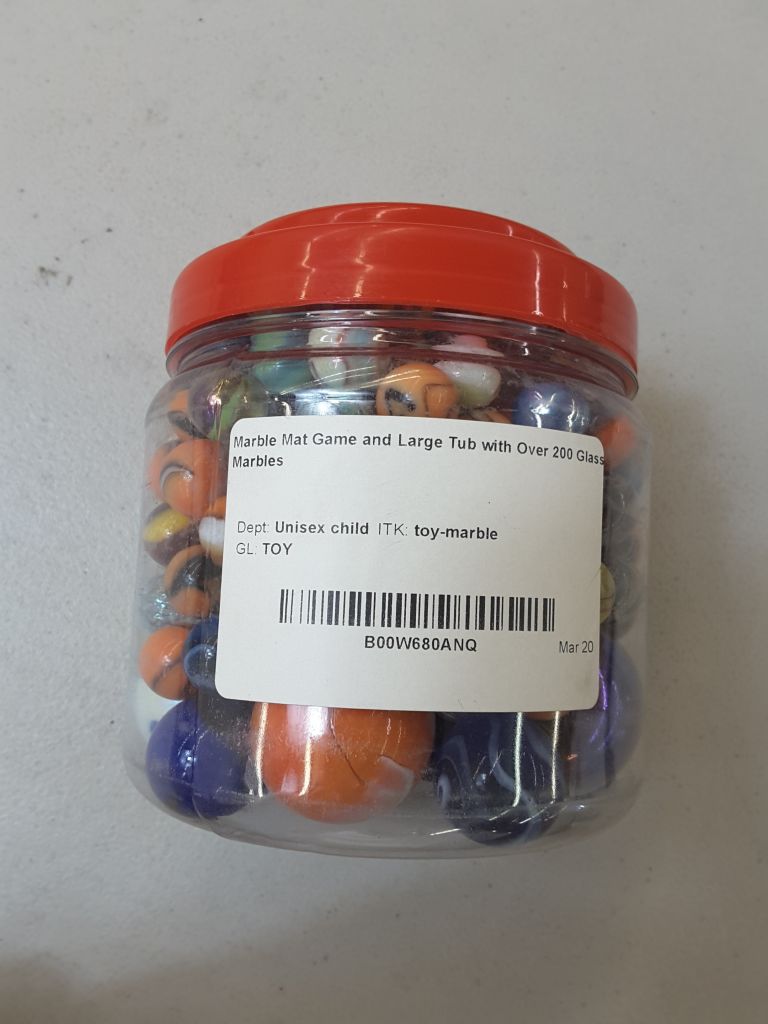 Marble Mat Game and Large Tub with Over 200 Glass
Marbles
Dept: Unisex child ITK: toy-marble
GL: TOY
B00W680ANQ
Mar 20